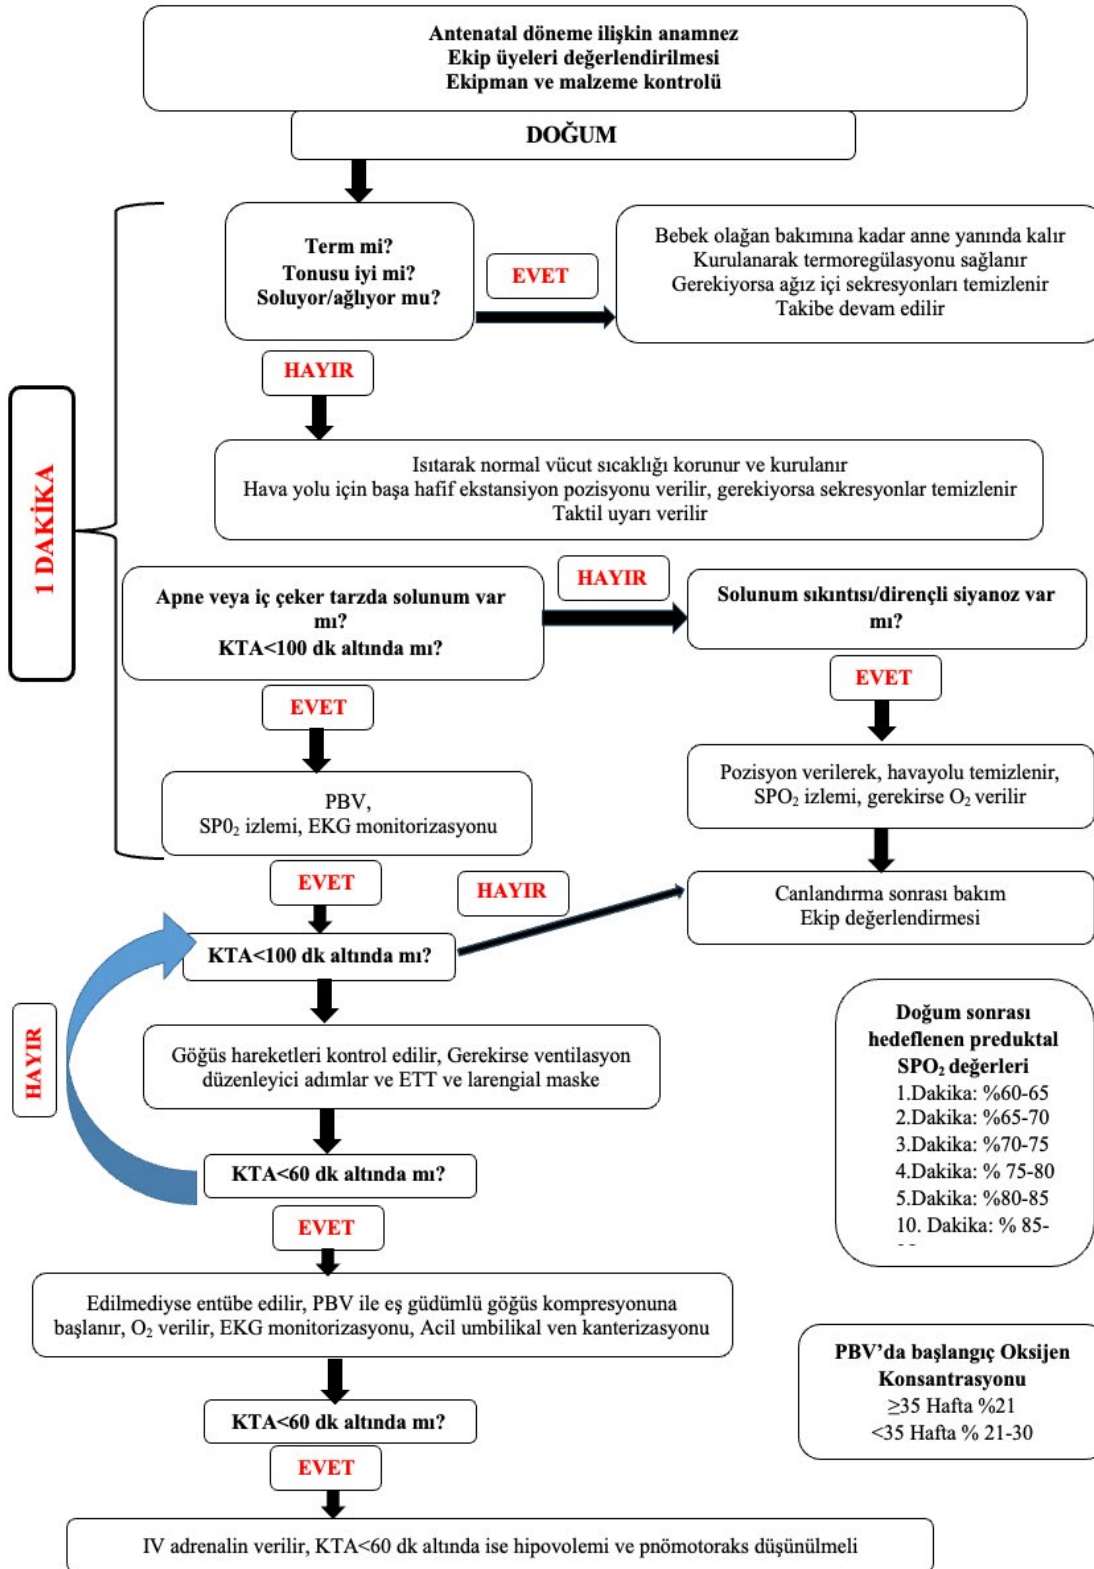 Antenatal döneme ilişkin anamnez
Ekip üyeleri değerlendirilmesi
Ekipman ve malzeme kontrolü
DOĞUM
Term mi?
Tonusu iyi mi?
Soluyor/ağlıyor mu?
EVET
Bebek olağan bakımına kadar anne yanında kalır
Kurulanarak termoregülasyonu sağlanır
Gerekiyorsa ağız içi sekresyonları temizlenir
Takibe devam edilir
HAYIR
1 DAKİKA
Isıtarak normal vücut sıcaklığı korunur ve kurulanır
Hava yolu için başa hafif ekstansiyon pozisyonu verilir, gerekiyorsa sekresyonlar temizlenir
Taktil uyarı verilir
Apne veya iç çeker tarzda solunum var
mı?
KTA<100 dk altında mı?
HAYIR
Solunum sıkıntısı/dirençli siyanoz var
mı?
EVET
EVET
Pozisyon verilerek, havayolu temizlenir,
SPO₂ izlemi, gerekirse O₂ verilir
PBV,
SP0₂ izlemi, EKG monitorizasyonu
EVET
HAYIR
Canlandırma sonrası bakım
Ekip değerlendirmesi
KTA<100 dk altında mı?
HAYIR
Göğüs hareketleri kontrol edilir, Gerekirse ventilasyon
düzenleyici adımlar ve ETT ve larengial maske
Doğum sonrası
hedeflenen preduktal
SPO₂ değerleri
1.Dakika: %60-65
2.Dakika: %65-70
3.Dakika: %70-75
4.Dakika: % 75-80
5.Dakika: %80-85
10. Dakika: % 85-
KTA<60 dk altında mı?
EVET
Edilmediyse entübe edilir, PBV ile eş güdümlü göğüs kompresyonuna
başlanır, O₂ verilir, EKG monitorizasyonu, Acil umbilikal ven kanterizasyonu
PBV’da başlangıç Oksijen
Konsantrasyonu
≥35 Hafta %21
<35 Hafta % 21-30
KTA<60 dk altında mı?
EVET
IV adrenalin verilir, KTA<60 dk altında ise hipovolemi ve pnömotoraks düşünülmeli